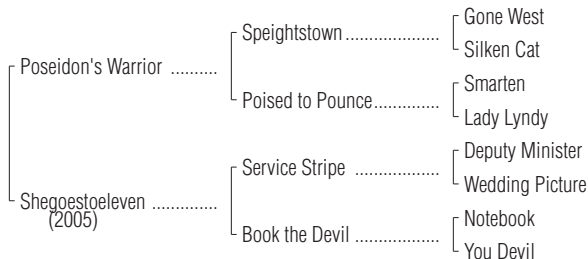 Gone West
Speightstown ...................
Silken Cat
Poseidon's Warrior ..........
Smarten
Poised to Pounce..............
Lady Lyndy
Deputy Minister
Service Stripe .................
Wedding Picture
Shegoestoeleven ..............
(2005)
Notebook
Book the Devil .................
You Devil